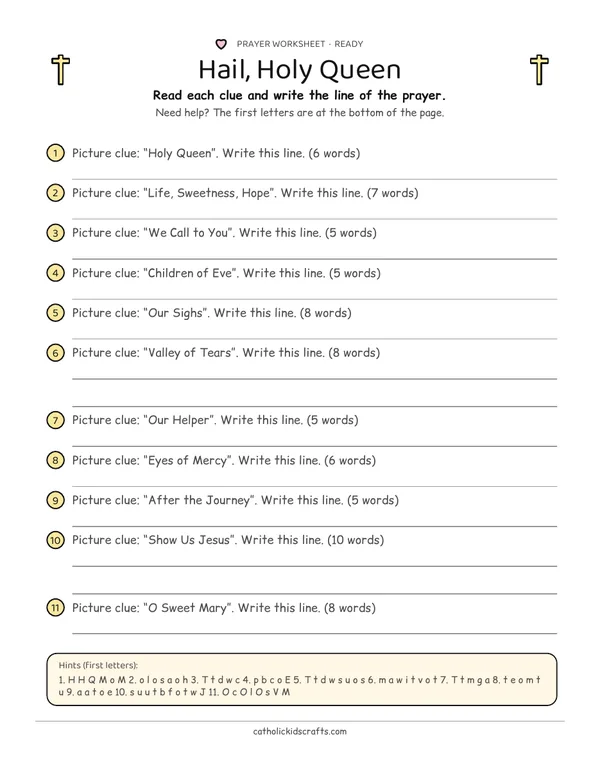 PRAYER WORKSHEET · READY
Hail, Holy Queen
Read each clue and write the line of the prayer.
Need help? The first letters are at the bottom of the page.
1 Picture clue: "Holy Queen". Write this line. (6 words)
2 Picture clue: "Life, Sweetness, Hope". Write this line. (7 words)
3 Picture clue: "We Call to You". Write this line. (5 words)
4 Picture clue: "Children of Eve". Write this line. (5 words)
5 Picture clue: "Our Sighs". Write this line. (8 words)
6 Picture clue: "Valley of Tears". Write this line. (8 words)
7 Picture clue: "Our Helper". Write this line. (5 words)
8 Picture clue: "Eyes of Mercy". Write this line. (6 words)
9 Picture clue: "After the Journey". Write this line. (5 words)
10 Picture clue: "Show Us Jesus". Write this line. (10 words)
11 Picture clue: "O Sweet Mary". Write this line. (8 words)
Hints (first letters):
1. H H Q M o M 2. o l o s a o h 3. T t d w c 4. p b c o E 5. T t d w s u o s 6. m a w i t v o t 7. T t m g a 8. t e o m t
u 9. a a t o e 10. s u u t b f o t w J 11. O c O l O s V M
catholickidscrafts.com